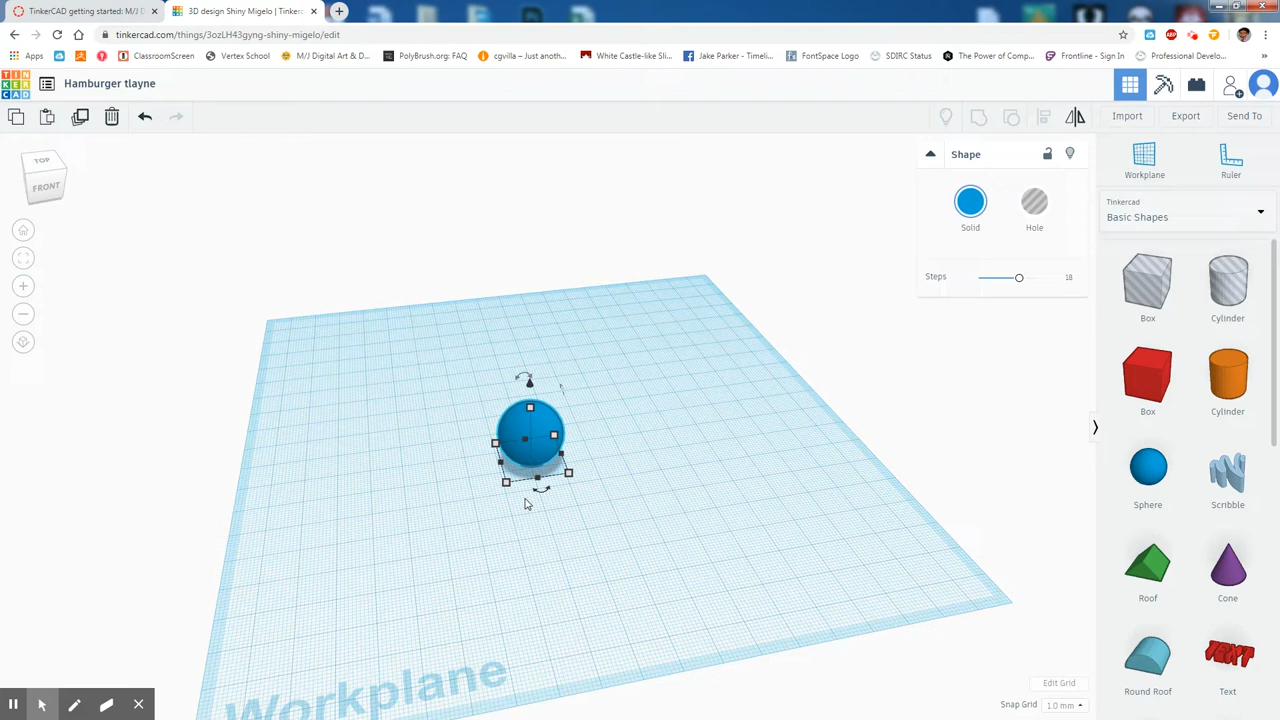 TinkerCAD getting started: M/J D
3D design Shiny Migelo | Tinkerc
tinkercad.com/things/3ozLH43gyng-shiny-migelo/edit
ABP
Apps
ClassroomScreen
Vertex School
M/J Digital Art & D...
PolyBrush.org: FAQ
cgvilla – Just anoth...
White Castle-like Sli...
Jake Parker - Timeli...
FontSpace Logo
SDIRC Status
The Power of Comp...
Frontline - Sign In
Professional Develo...
»
TIN
KER
CAD
Hamburger tlayne
Import
Export
Send To
TOP
FRONT
Shape
Solid
Hole
Steps
18
Workplane
Ruler
Tinkercad
Basic Shapes
Box
Cylinder
Box
Cylinder
Sphere
Scribble
Roof
Cone
TEXT
Round Roof
Text
Workplane
Edit Grid
Snap Grid
1.0 mm